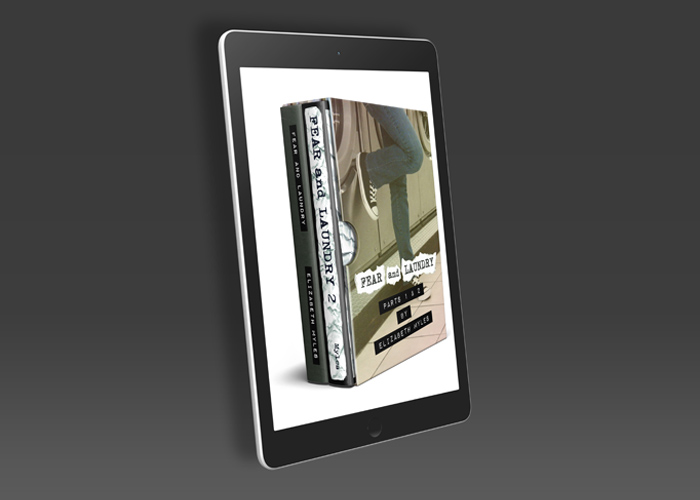 FEAR AND LAUNDRY
ELIZABETH MYLES
FEAR and LAUNDRY 2
Myles
FEAR and LAUNDRY
PARTS 1 & 2
BY
ELIZABETH MYLES